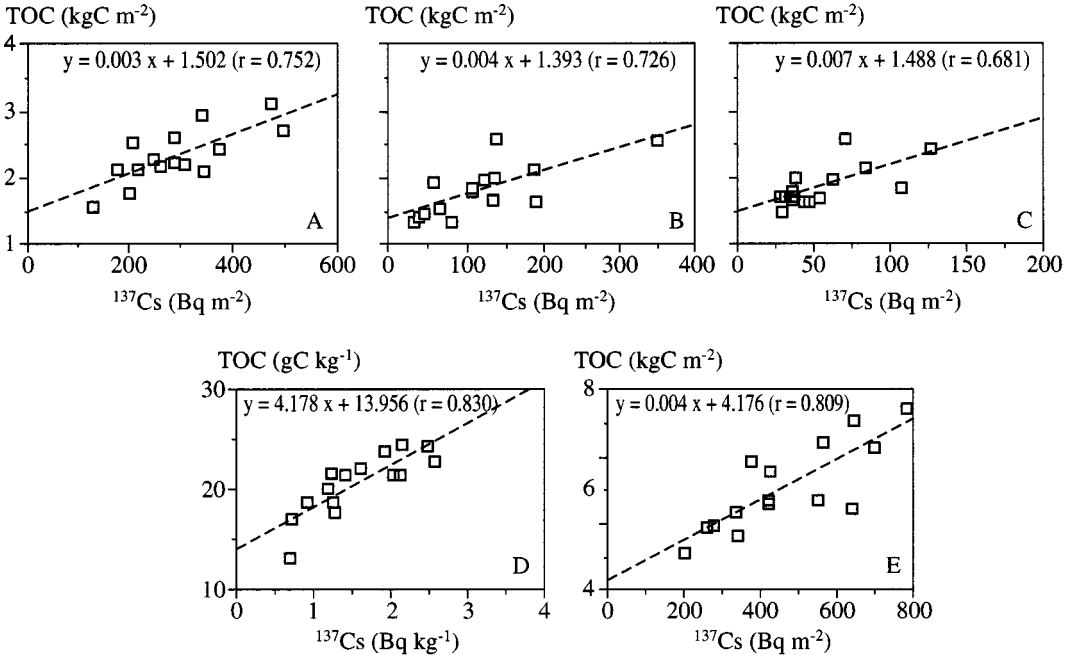 TOC (kgC m⁻²) TOC (kgC m⁻²) TOC (kgC m⁻²)
4
y = 0.003 x + 1.502 (r = 0.752) y = 0.004 x + 1.393 (r = 0.726) y = 0.007 x + 1.488 (r = 0.681)
3
2
A B C
1
0 200 400 600 0 100 200 300 400 0 50 100 150 200
¹³⁷Cs (Bq m⁻²) ¹³⁷Cs (Bq m⁻²) ¹³⁷Cs (Bq m⁻²)
TOC (gC kg⁻¹) TOC (kgC m⁻²)
30 8
y = 4.178 x + 13.956 (r = 0.830) y = 0.004 x + 4.176 (r = 0.809)
20 6
D E
10 4
0 1 2 3 4 0 200 400 600 800
¹³⁷Cs (Bq kg⁻¹) ¹³⁷Cs (Bq m⁻²)